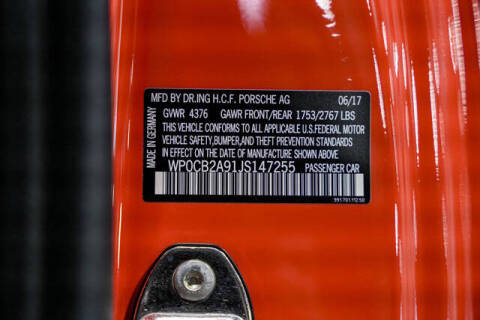 MFD BY DR.ING H.C.F. PORSCHE AG 06/17
GVWR 4376 GAWR FRONT/REAR 1753/2767 LBS
THIS VEHICLE CONFORMS TO ALL APPLICABLE U.S.FEDERAL MOTOR
VEHICLE SAFETY,BUMPER,AND THEFT PREVENTION STANDARDS
IN EFFECT ON THE DATE OF MANUFACTURE SHOWN ABOVE
WP0CB2A91JS147255 PASSENGER CAR
MADE IN GERMANY